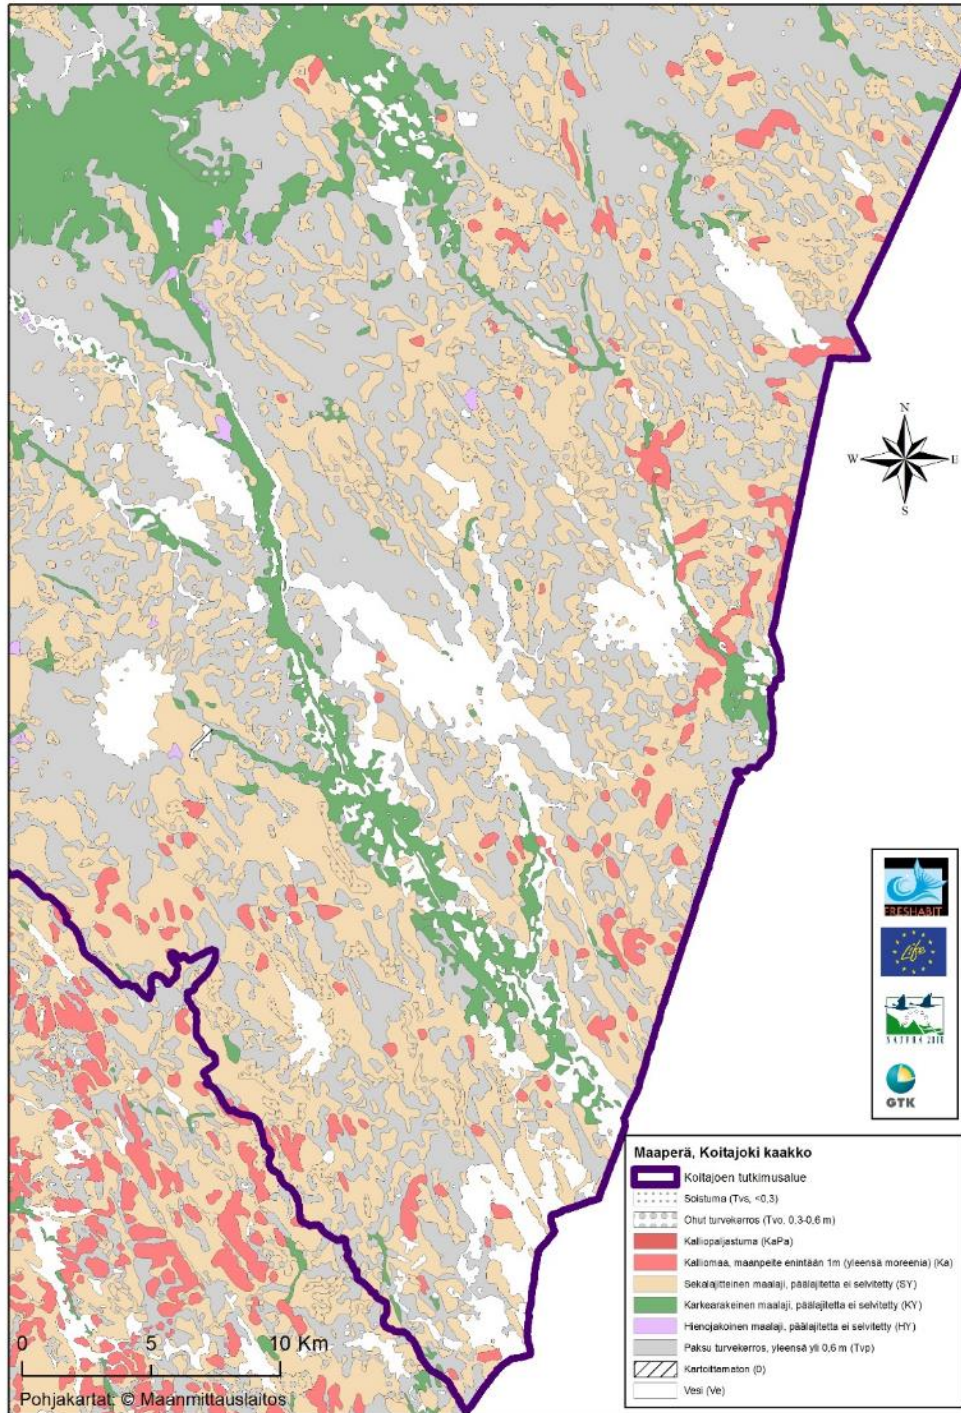 N
W E
S
FRESHABIT
Life
NATURA 2000
GTK
Maaperä, Koitajoki kaakko
Koitajoen tutkimusalue
Soistuma (Tvs, <0,3)
Ohut turvekerros (Tvo, 0,3-0,6 m)
Kalliopaljastuma (KaPa)
Kalliomaa, maanpeite enintään 1m (yleensä moreenia) (Ka)
Sekalajitteinen maalaji, päälajitetta ei selvitetty (SY)
Karkearakeinen maalaji, päälajitetta ei selvitetty (KY)
Hienojakoinen maalaji, päälajitetta ei selvitetty (HY)
Paksu turvekerros, yleensä yli 0,6 m (Tvp)
Kartoittamaton (0)
Vesi (Ve)
0 5 10 Km
Pohjakartat: © Maanmittauslaitos